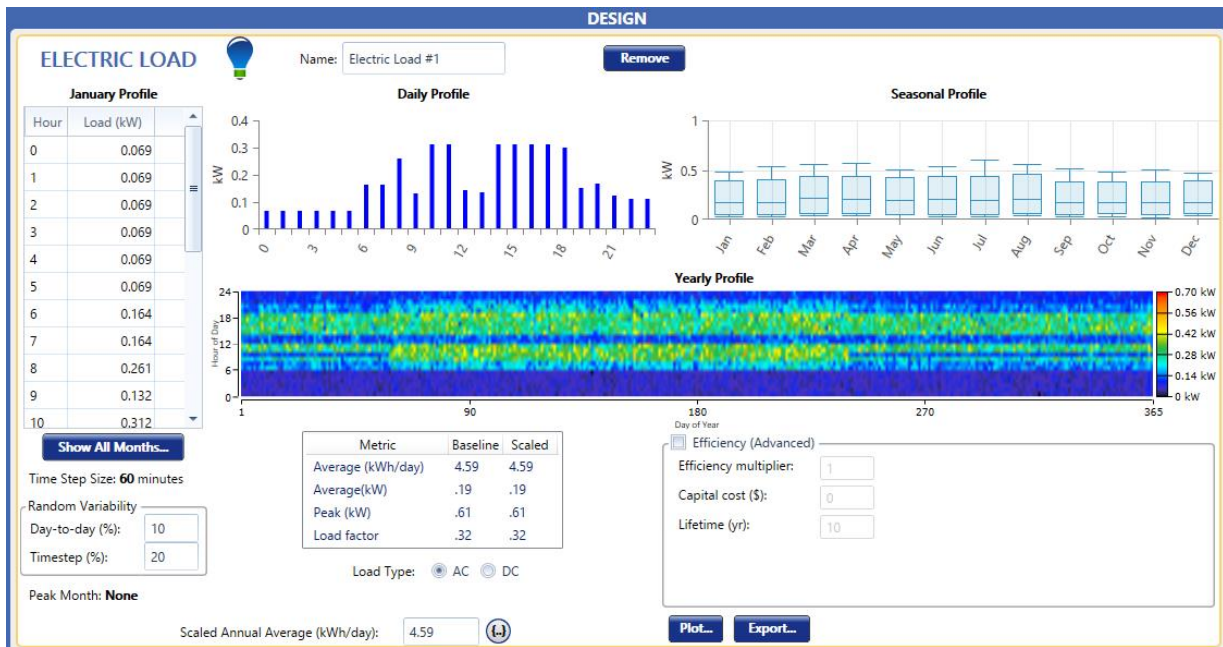 DESIGN
ELECTRIC LOAD
Name: Electric Load #1
Remove
January Profile
Hour Load (kW)
0 0.069
1 0.069
2 0.069
3 0.069
4 0.069
5 0.069
6 0.164
7 0.164
8 0.261
9 0.132
10 0.312
Show All Months...
Time Step Size: 60 minutes
Random Variability
Day-to-day (%): 10
Timestep (%): 20
Peak Month: None
Daily Profile
kW
0.4
0.3
0.2
0.1
0
0 3 6 9 12 15 18 21
Seasonal Profile
kW
1
0.5
0
Jan Feb Mar Apr May Jun Jul Aug Sep Oct Nov Dec
Yearly Profile
Hour of Day
24
18
12
6
0
1 90 180 270 365
Day of Year
0.70 kW
0.56 kW
0.42 kW
0.28 kW
0.14 kW
0 kW
Metric Baseline Scaled
Average (kWh/day) 4.59 4.59
Average(kW) .19 .19
Peak (kW) .61 .61
Load factor .32 .32
Load Type: AC DC
Scaled Annual Average (kWh/day): 4.59 {..}
Efficiency (Advanced)
Efficiency multiplier: 1
Capital cost ($): 0
Lifetime (yr): 10
Plot... Export...